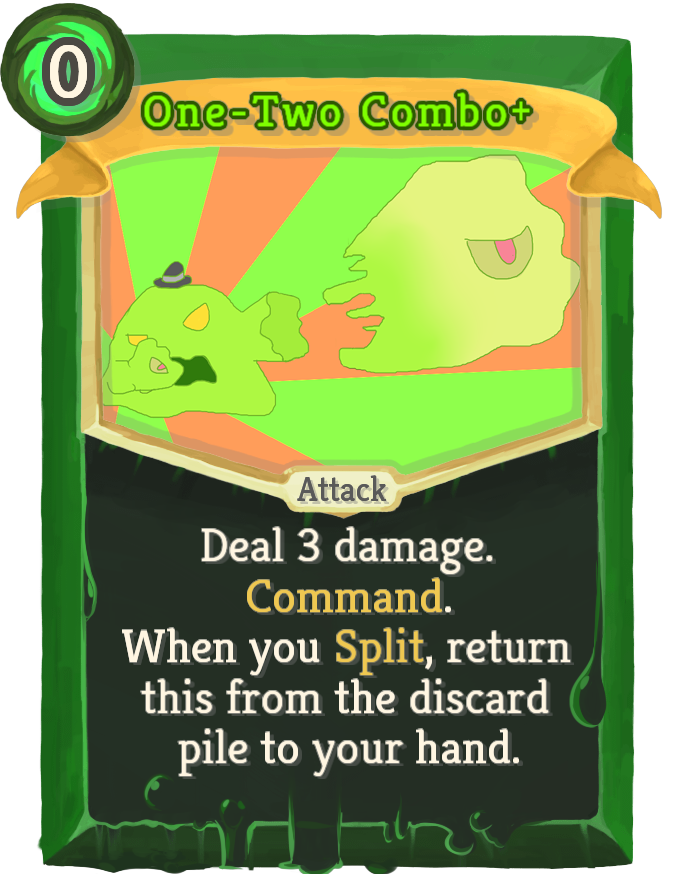 0
One-Two Combo+
Attack
Deal 3 damage.
Command.
When you Split, return
this from the discard
pile to your hand.